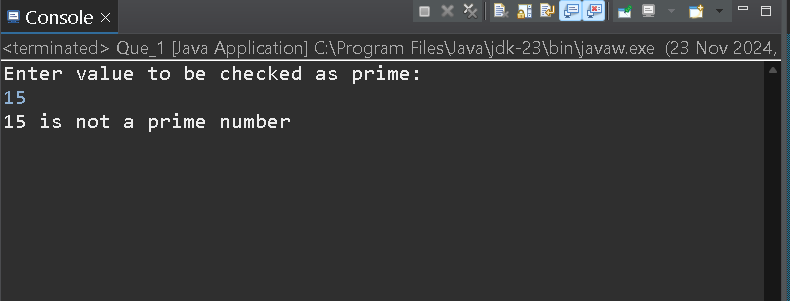 Console
<terminated> Que_1 [Java Application] C:\Program Files\Java\jdk-23\bin\javaw.exe (23 Nov 2024,
Enter value to be checked as prime:
15
15 is not a prime number